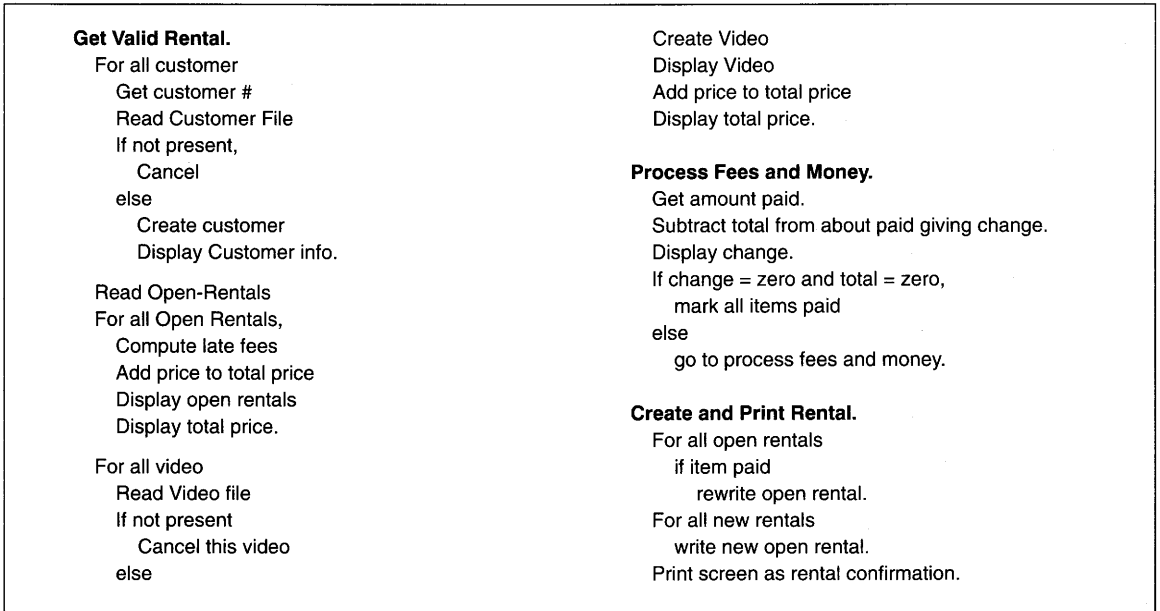 Get Valid Rental.
For all customer
Get customer #
Read Customer File
If not present,
Cancel
else
Create customer
Display Customer info.
Read Open-Rentals
For all Open Rentals,
Compute late fees
Add price to total price
Display open rentals
Display total price.
For all video
Read Video file
If not present
Cancel this video
else
Create Video
Display Video
Add price to total price
Display total price.
Process Fees and Money.
Get amount paid.
Subtract total from about paid giving change.
Display change.
If change = zero and total = zero,
mark all items paid
else
go to process fees and money.
Create and Print Rental.
For all open rentals
if item paid
rewrite open rental.
For all new rentals
write new open rental.
Print screen as rental confirmation.